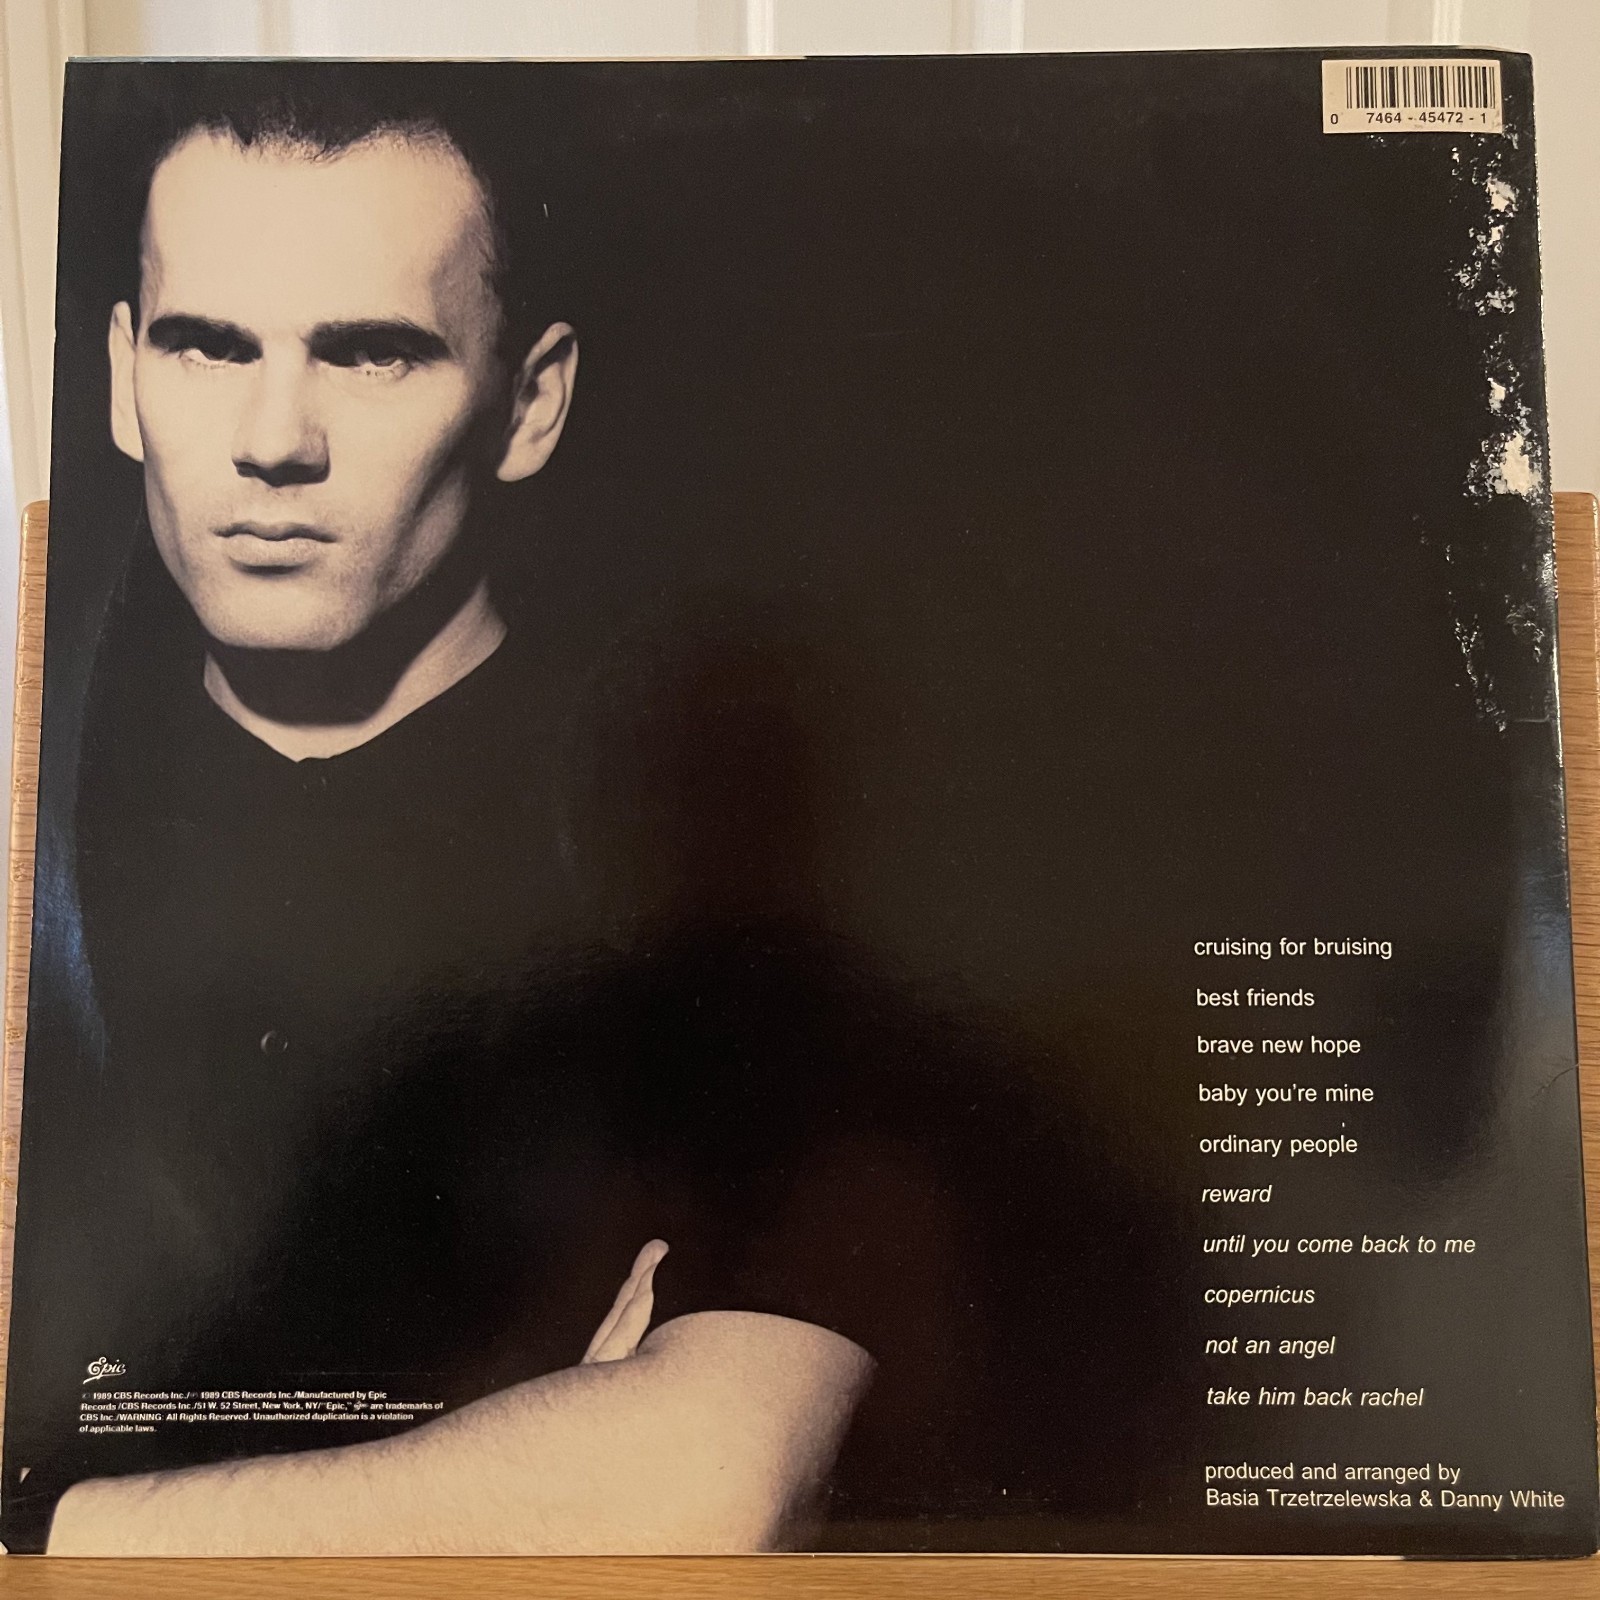 0 7464 - 45472 - 1
cruising for bruising
best friends
brave new hope
baby you're mine
ordinary people
reward
until you come back to me
copernicus
not an angel
take him back rachel
produced and arranged by
Basia Trzetrzelewska & Danny White
Epic
© 1989 CBS Records Inc./℗ 1989 CBS Records Inc./Manufactured by Epic
Records /CBS Records Inc./51 W. 52 Street, New York, NY/"Epic," are trademarks of
CBS Inc./WARNING: All Rights Reserved. Unauthorized duplication is a violation
of applicable laws.